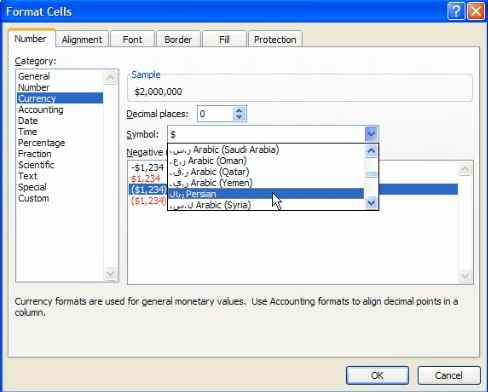 Format Cells
Number Alignment Font Border Fill Protection
Category:
General
Number
Currency
Accounting
Date
Time
Percentage
Fraction
Scientific
Text
Special
Custom
Sample
$2,000,000
Decimal places: 0
Symbol: $
ر.س.‏ Arabic (Saudi Arabia)
ر.ع.‏ Arabic (Oman)
ر.ق.‏ Arabic (Qatar)
ر.ي.‏ Arabic (Yemen)
ريال Persian
ل.س.‏ Arabic (Syria)
Negative
-$1,234
$1,234
($1,234)
($1,234)
Currency formats are used for general monetary values. Use Accounting formats to align decimal points in a
column.
OK Cancel